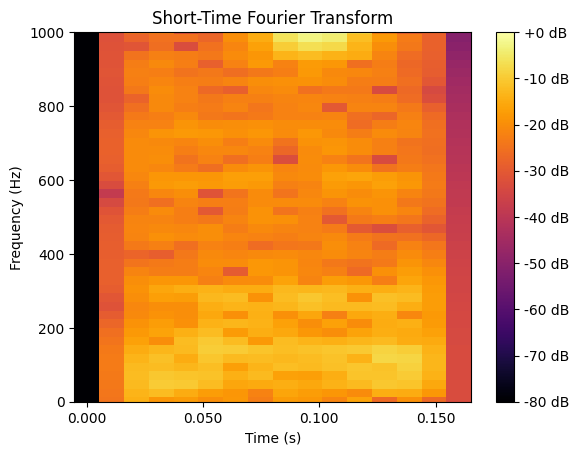 Short-Time Fourier Transform
1000
800
600
400
200
0
Frequency (Hz)
0.000
0.050
0.100
0.150
Time (s)
+0 dB
-10 dB
-20 dB
-30 dB
-40 dB
-50 dB
-60 dB
-70 dB
-80 dB